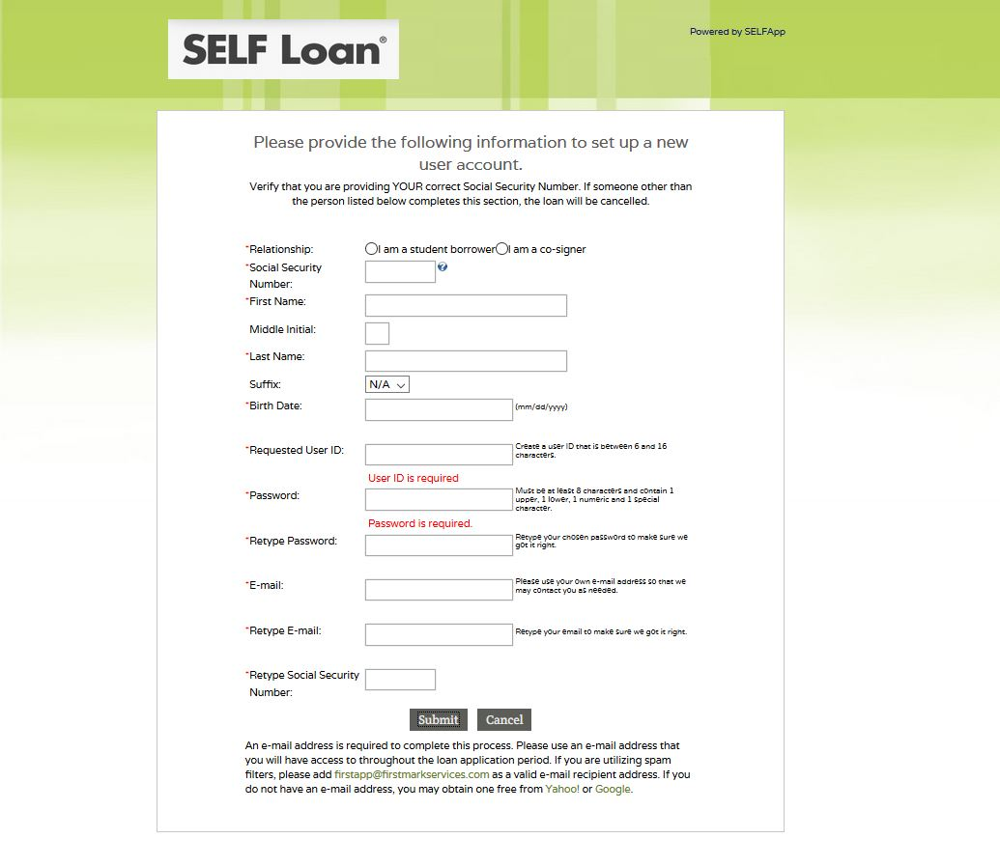 SELF Loan®
Powered by SELFApp
Please provide the following information to set up a new
user account.
Verify that you are providing YOUR correct Social Security Number. If someone other than
the person listed below completes this section, the loan will be cancelled.
*Relationship: I am a student borrower I am a co-signer
*Social Security
Number:
?
*First Name:
Middle Initial:
*Last Name:
Suffix: N/A
*Birth Date: (mm/dd/yyyy)
*Requested User ID:
Create a user ID that is between 6 and 16
characters.
User ID is required
*Password:
Must be at least 8 characters and contain 1
upper, 1 lower, 1 numeric and 1 special
character.
Password is required.
*Retype Password:
Retype your chosen password to make sure we
got it right.
*E-mail:
Please use your own e-mail address so that we
may contact you as needed.
*Retype E-mail: Retype your email to make sure we got it right.
*Retype Social Security
Number:
Submit Cancel
An e-mail address is required to complete this process. Please use an e-mail address that
you will have access to throughout the loan application period. If you are utilizing spam
filters, please add firstapp@firstmarkservices.com as a valid e-mail recipient address. If you
do not have an e-mail address, you may obtain one free from Yahoo! or Google.